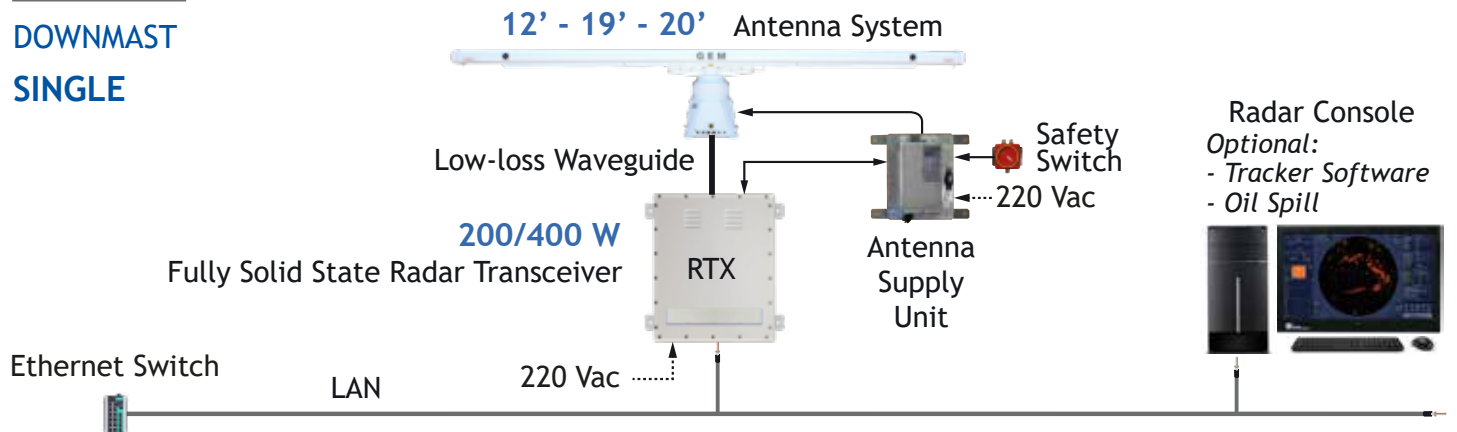 DOWNMAST
SINGLE
12’ - 19’ - 20’ Antenna System
GEM
Low-loss Waveguide
Safety
Switch
220 Vac
Antenna
Supply
Unit
Radar Console
Optional:
- Tracker Software
- Oil Spill
200/400 W
Fully Solid State Radar Transceiver
RTX
220 Vac
Ethernet Switch
LAN